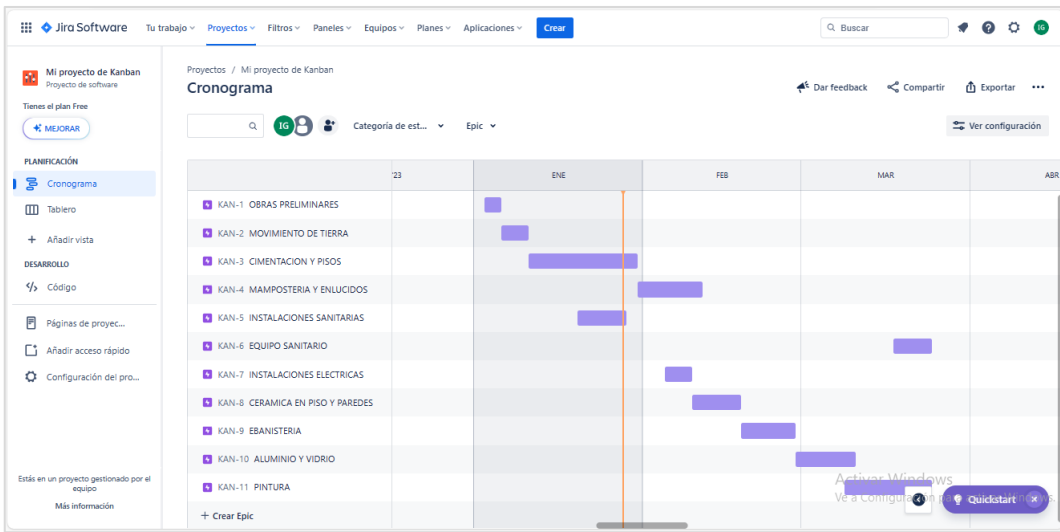 Jira Software Tu trabajo Proyectos Filtros Paneles Equipos Planes Aplicaciones Crear Buscar IG
Mi proyecto de Kanban
Proyecto de software
Tienes el plan Free
MEJORAR
PLANIFICACIÓN
Cronograma
Tablero
+ Añadir vista
DESARROLLO
Código
Páginas de proyec...
Añadir acceso rápido
Configuración del pro...
Estás en un proyecto gestionado por el
equipo
Más información
Proyectos / Mi proyecto de Kanban
Cronograma
Dar feedback Compartir Exportar
IG Categoría de est... Epic Ver configuración
'23 ENE FEB MAR ABR
KAN-1 OBRAS PRELIMINARES
KAN-2 MOVIMIENTO DE TIERRA
KAN-3 CIMENTACION Y PISOS
KAN-4 MAMPOSTERIA Y ENLUCIDOS
KAN-5 INSTALACIONES SANITARIAS
KAN-6 EQUIPO SANITARIO
KAN-7 INSTALACIONES ELECTRICAS
KAN-8 CERAMICA EN PISO Y PAREDES
KAN-9 EBANISTERIA
KAN-10 ALUMINIO Y VIDRIO
KAN-11 PINTURA
+ Crear Epic
Activar Windows
Ve a Configu
Quickstart